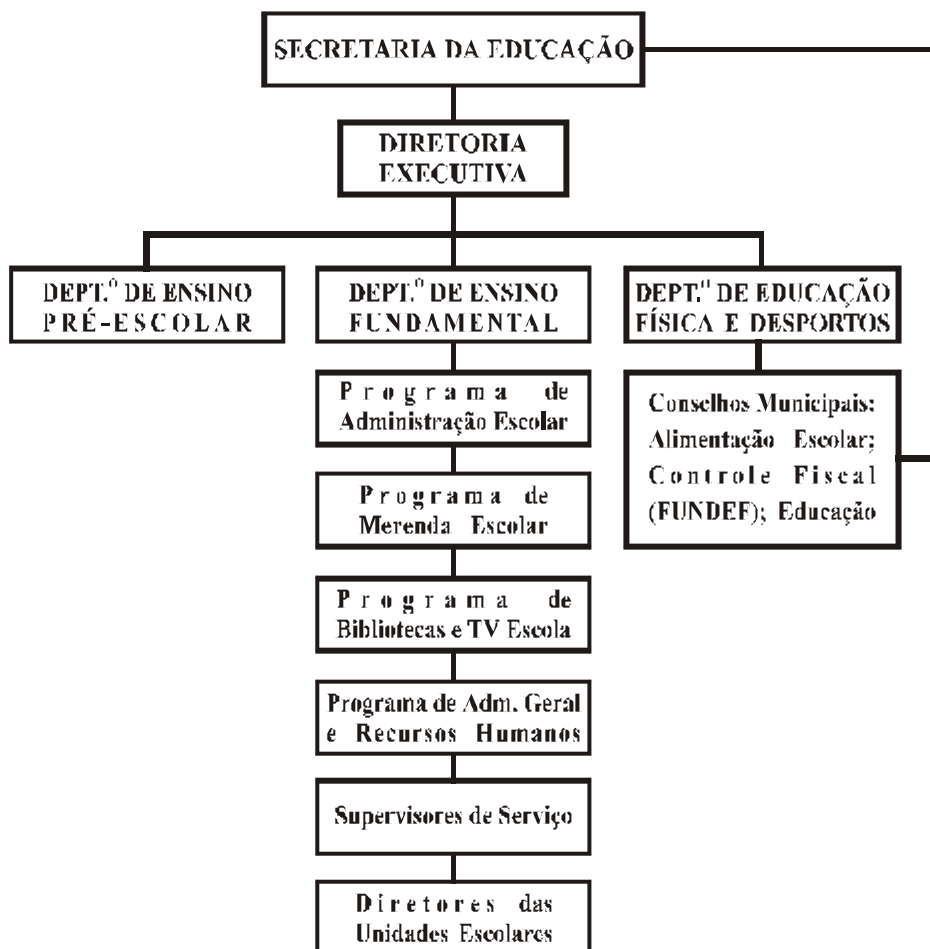 SECRETARIA DA EDUCAÇÃO
DIRETORIA
EXECUTIVA
DEPT.º DE ENSINO
PRÉ-ESCOLAR
DEPT.º DE ENSINO
FUNDAMENTAL
DEPT.º DE EDUCAÇÃO
FÍSICA E DESPORTOS
Programa de
Administração Escolar
Programa de
Merenda Escolar
Programa de
Bibliotecas e TV Escola
Programa de Adm. Geral
e Recursos Humanos
Supervisores de Serviço
Diretores das
Unidades Escolares
Conselhos Municipais:
Alimentação Escolar;
Controle Fiscal
(FUNDEF); Educação